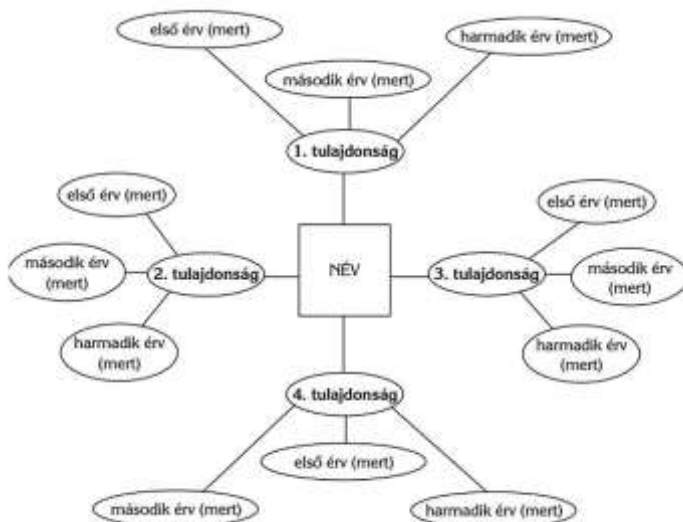 első érv (mert)
harmadik érv (mert)
második érv (mert)
1. tulajdonság
első érv (mert)
második érv
(mert)
2. tulajdonság
harmadik érv
(mert)
NÉV
első érv (mert)
3. tulajdonság
második érv
(mert)
harmadik érv
(mert)
4. tulajdonság
első érv (mert)
második érv (mert)
harmadik érv (mert)